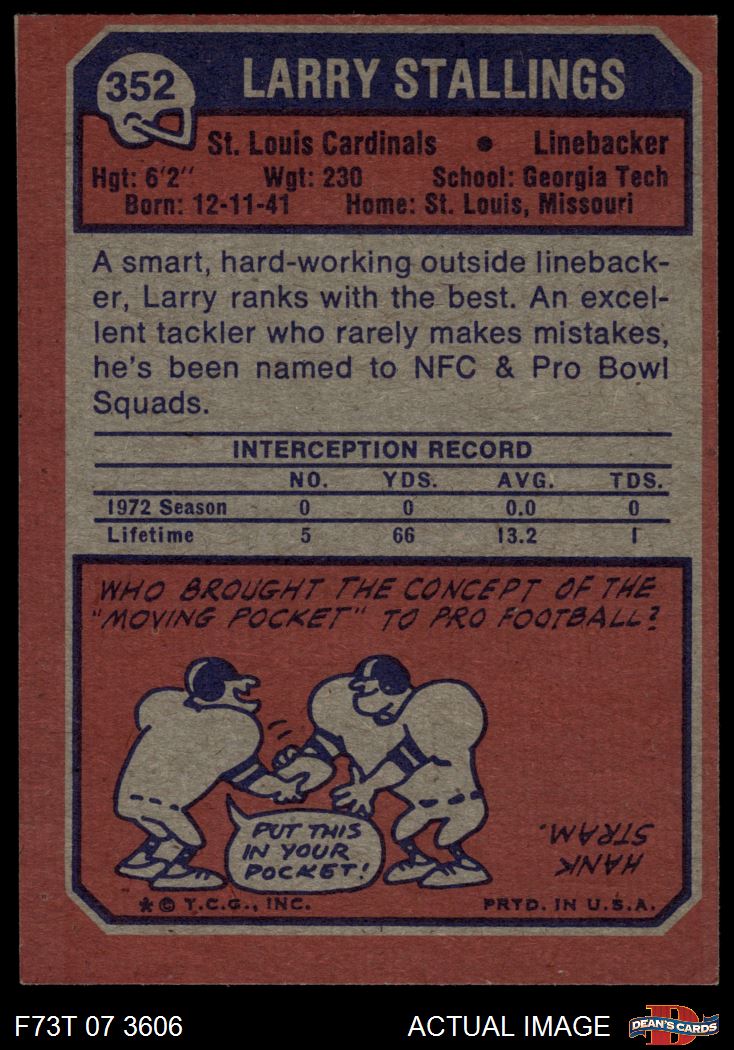 352
LARRY STALLINGS
St. Louis Cardinals • Linebacker
Hgt: 6'2" Wgt: 230 School: Georgia Tech
Born: 12-11-41 Home: St. Louis, Missouri
A smart, hard-working outside lineback-
er, Larry ranks with the best. An excel-
lent tackler who rarely makes mistakes,
he's been named to NFC & Pro Bowl
Squads.
INTERCEPTION RECORD
NO. YDS. AVG. TDS.
1972 Season 0 0 0.0 0
Lifetime 5 66 13.2 1
WHO BROUGHT THE CONCEPT OF THE
"MOVING POCKET" TO PRO FOOTBALL?
PUT THIS
IN YOUR
POCKET!
HANK
STRAM.
* © T.C.G., INC. PRTD. IN U.S.A.
F73T 07 3606 ACTUAL IMAGE D DEAN'S CARDS